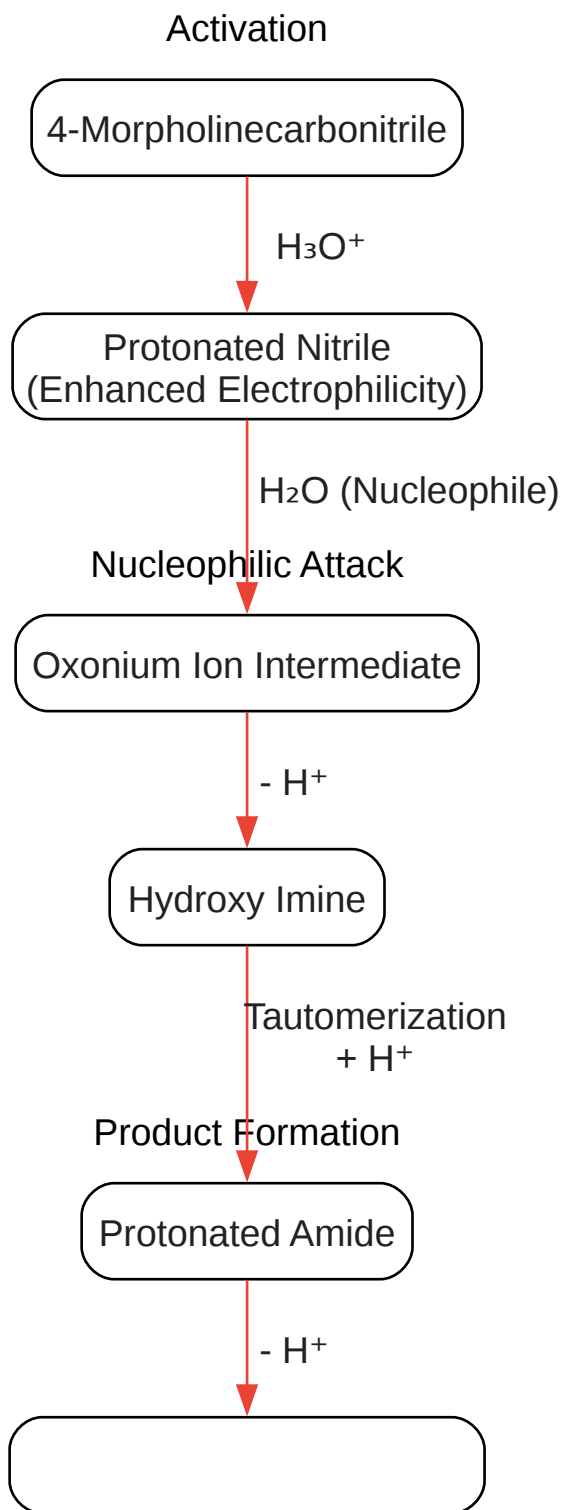 Activation
4-Morpholinecarbonitrile
H₃O⁺
Protonated Nitrile
(Enhanced Electrophilicity)
H₂O (Nucleophile)
Nucleophilic Attack
Oxonium Ion Intermediate
- H⁺
Hydroxy Imine
Tautomerization
+ H⁺
Product Formation
Protonated Amide
- H⁺